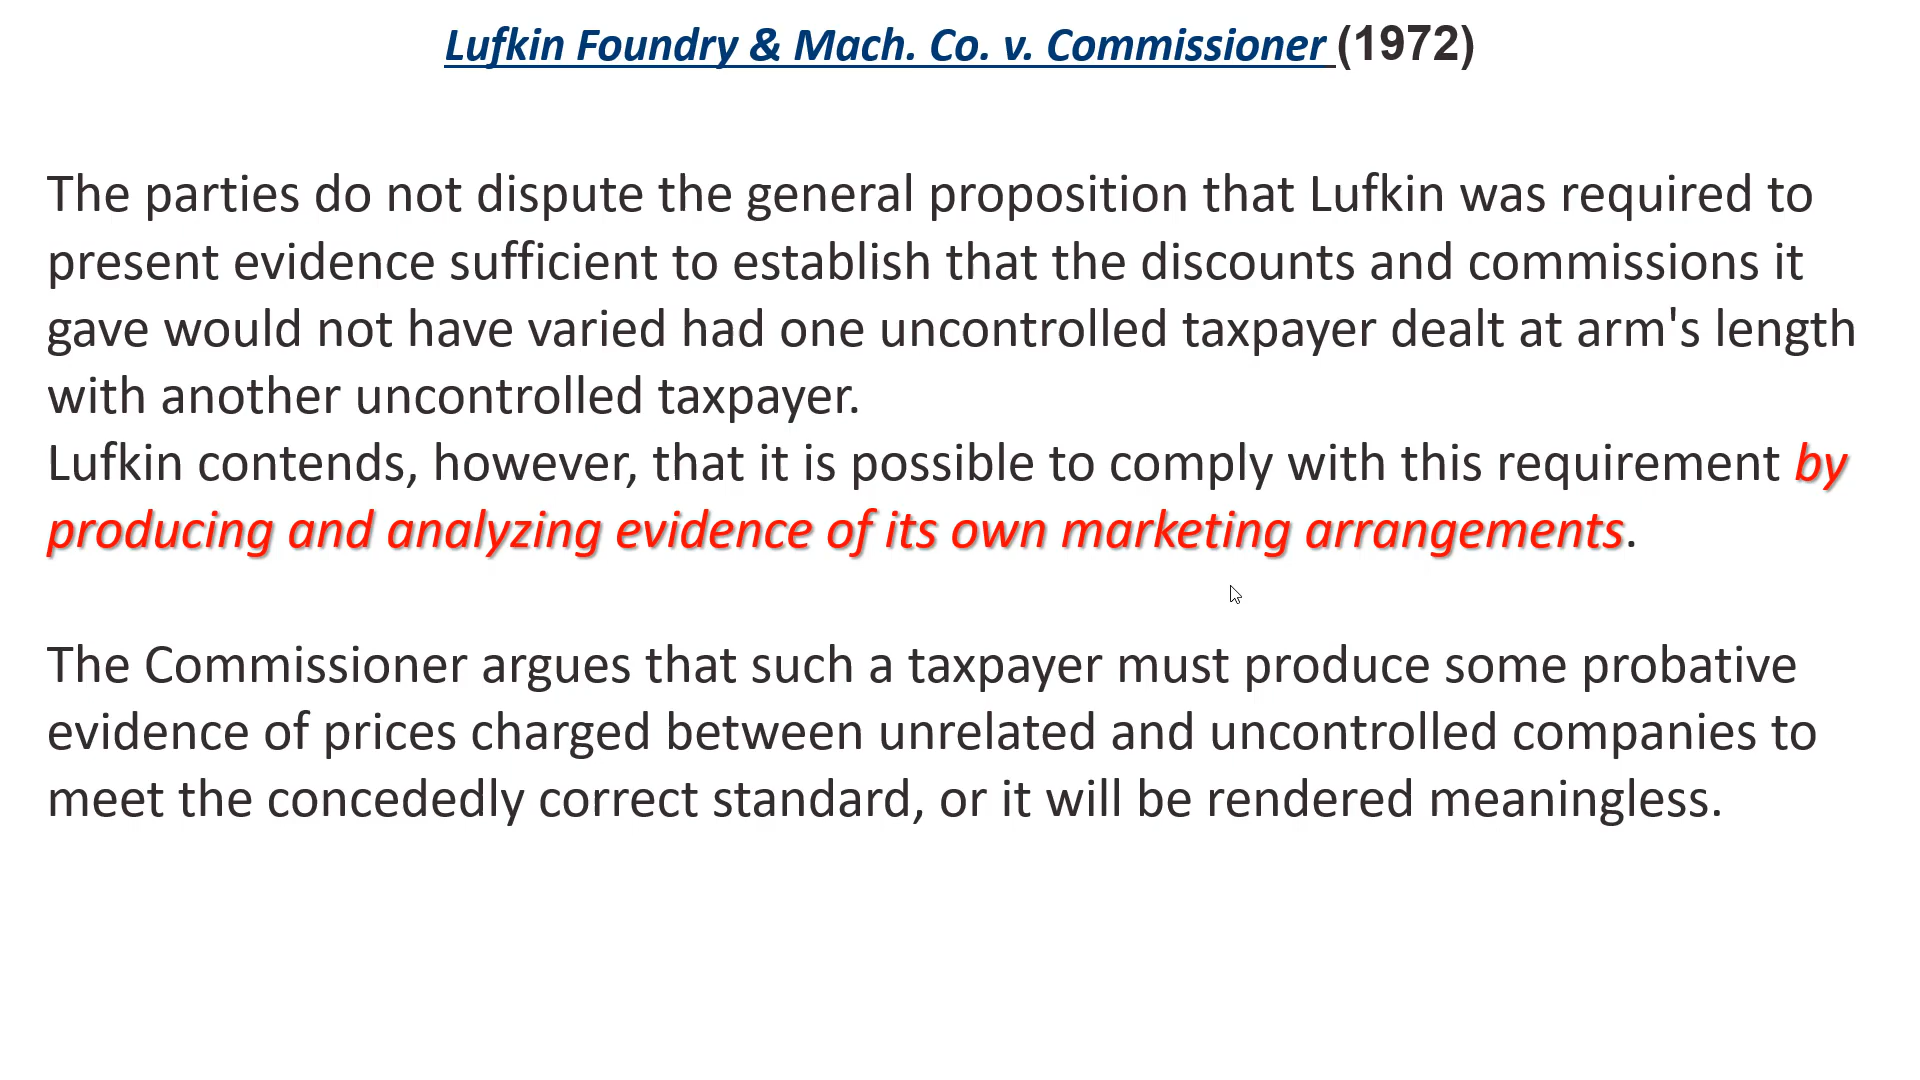 Lufkin Foundry & Mach. Co. v. Commissioner (1972)
The parties do not dispute the general proposition that Lufkin was required to
present evidence sufficient to establish that the discounts and commissions it
gave would not have varied had one uncontrolled taxpayer dealt at arm's length
with another uncontrolled taxpayer.
Lufkin contends, however, that it is possible to comply with this requirement by
producing and analyzing evidence of its own marketing arrangements.
The Commissioner argues that such a taxpayer must produce some probative
evidence of prices charged between unrelated and uncontrolled companies to
meet the concededly correct standard, or it will be rendered meaningless.